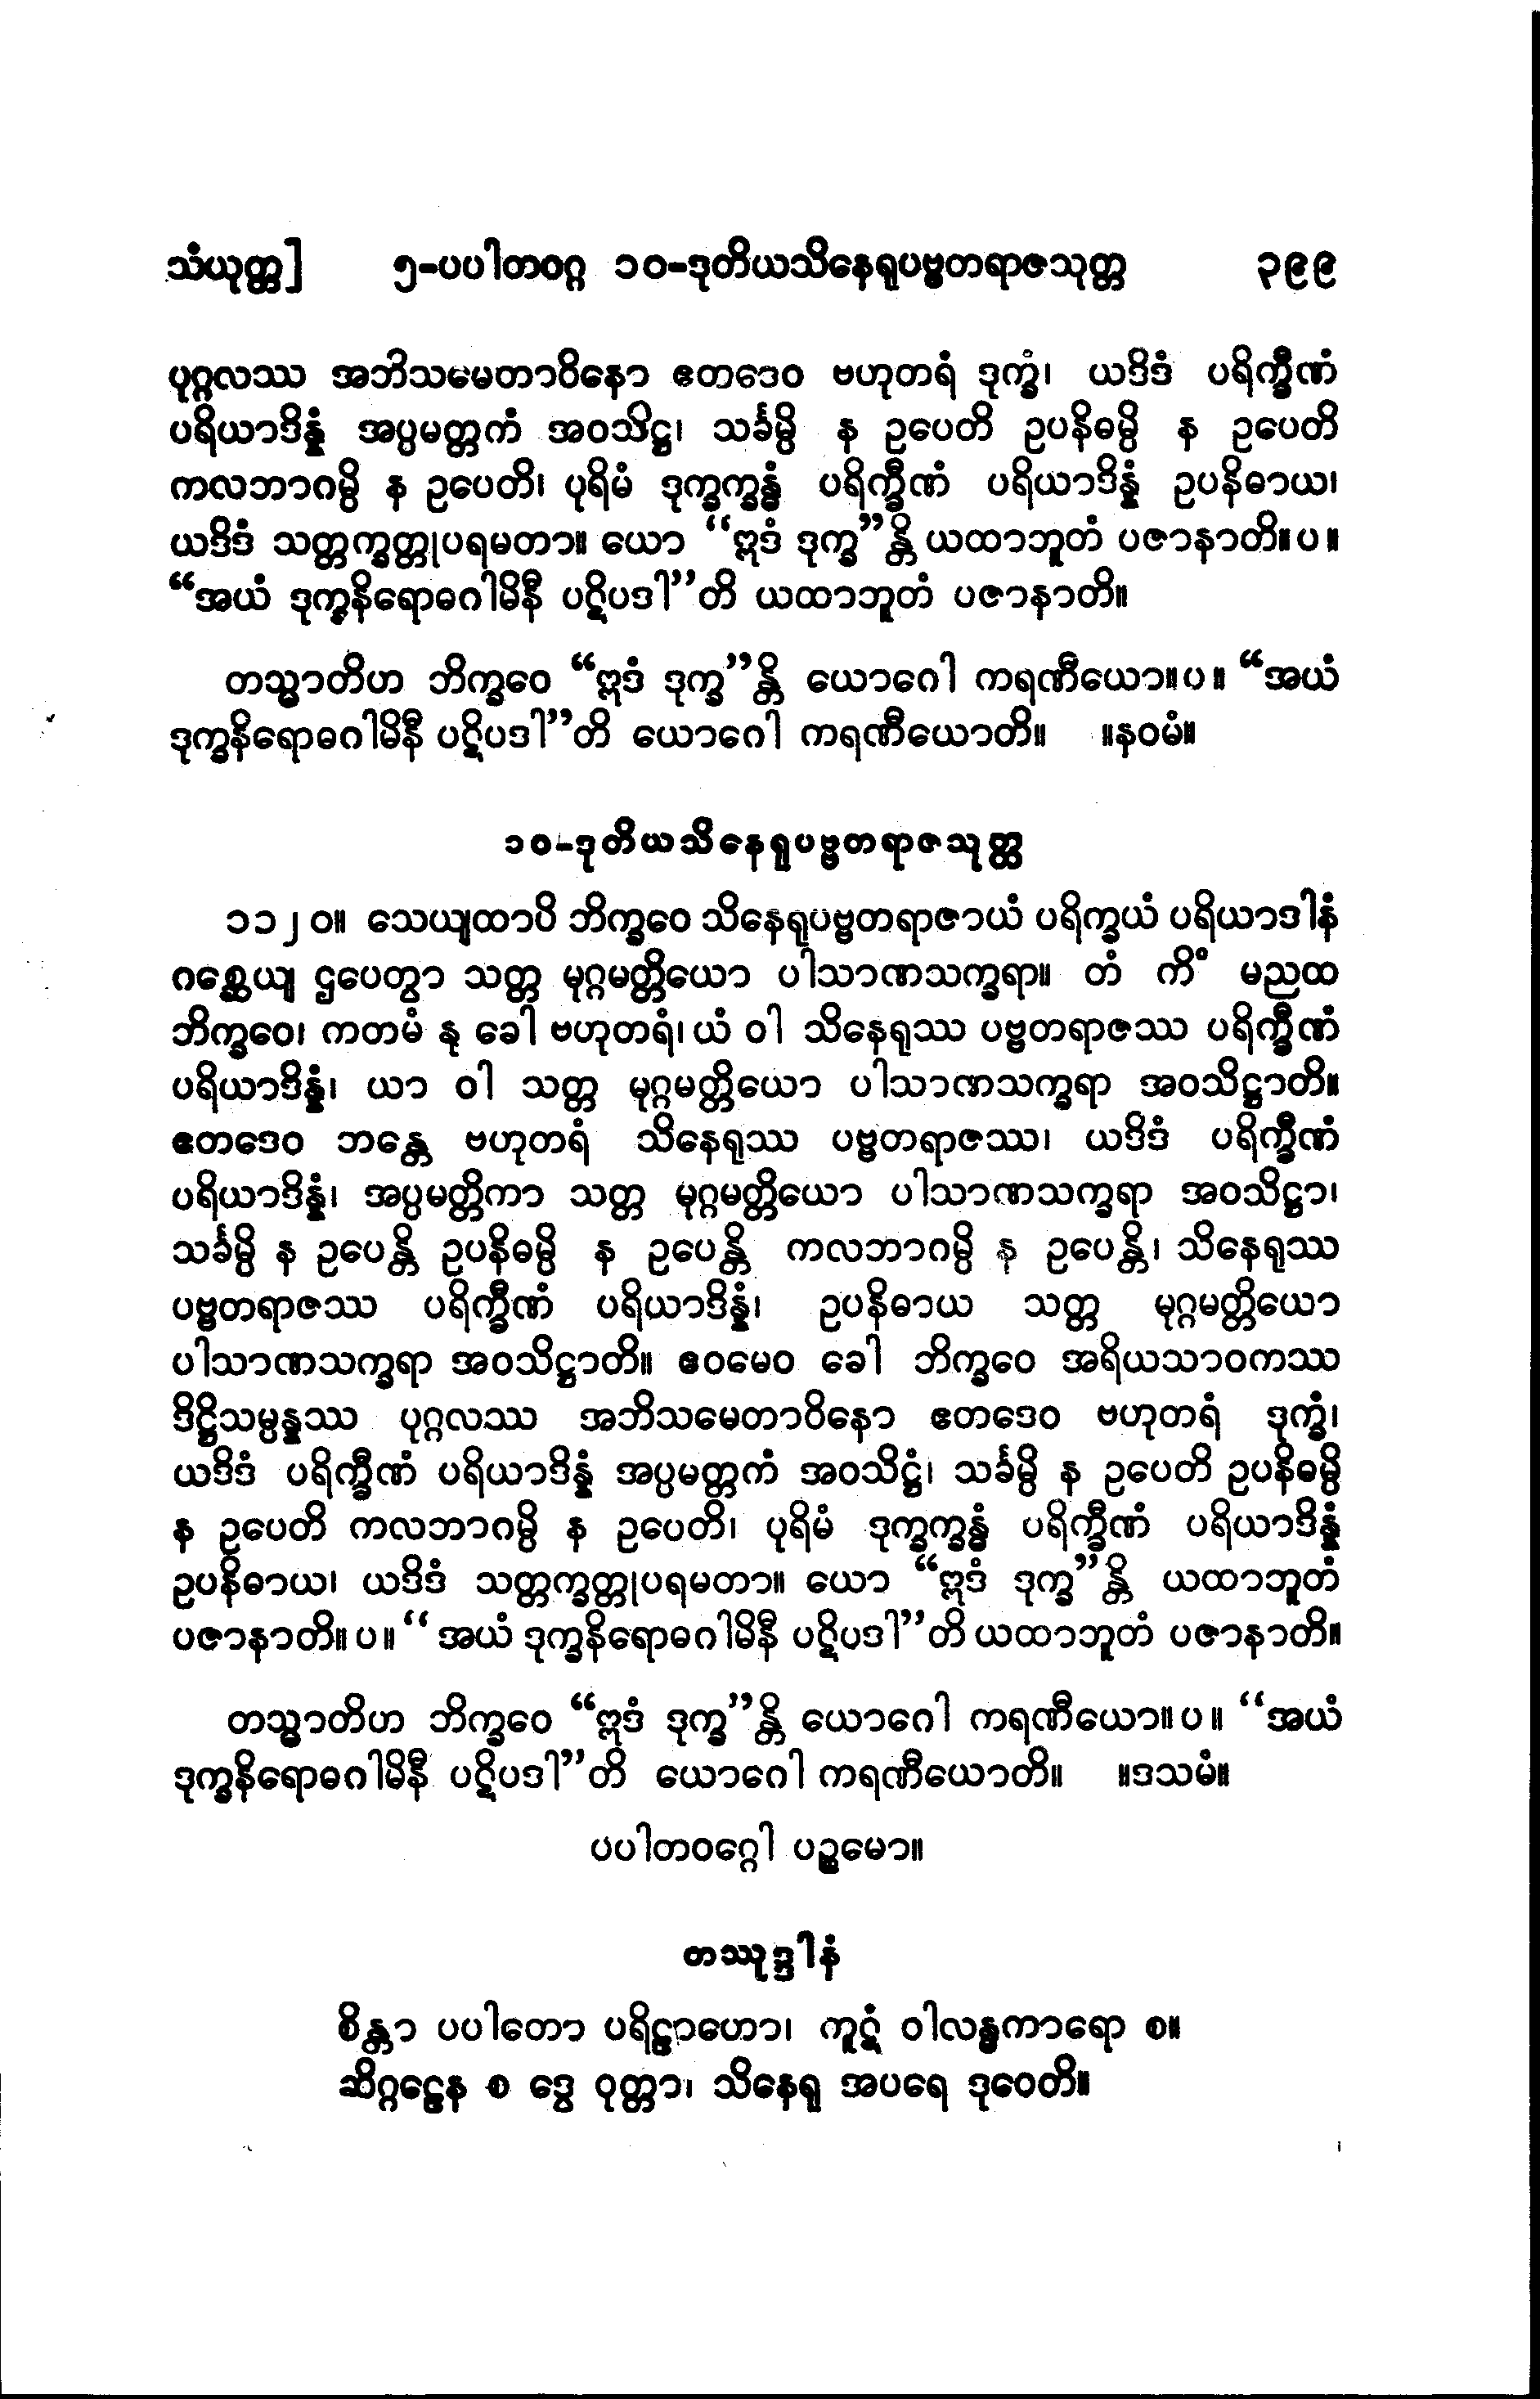 သံယုတ္တ] ၅-ပပါတဝဂ္ဂ ၁၀-ဒုတိယသိနေရုပဗ္ဗတရာဇသုတ္တ ၃၉၉
ပုဂ္ဂလဿ အဘိသမေတာဝိနော ဧတဒေဝ ဗဟုတရံ ဒုက္ခံ၊ ယဒိဒံ ပရိက္ခီဏံ
ပရိယာဒိန္နံ အပ္ပမတ္တကံ အဝသိဋ္ဌ၊ သင်္ခမ္ပိ န ဥပေတိ ဥပနိဓမ္ပိ န ဥပေတိ
ကလဘာဂမ္ပိ န ဥပေတိ၊ ပုရိမံ ဒုက္ခက္ခန္ဓံ ပရိက္ခီဏံ ပရိယာဒိန္နံ ဥပနိဓာယ၊
ယဒိဒံ သတ္တက္ခတ္တုပရမတာ။ ယော “ဣဒံ ဒုက္ခ”န္တိ ယထာဘူတံ ပဇာနာတိ။ပ။
“အယံ ဒုက္ခနိရောဓဂါမိနီ ပဋိပဒါ”တိ ယထာဘူတံ ပဇာနာတိ။
တသ္မာတိဟ ဘိက္ခဝေ “ဣဒံ ဒုက္ခ”န္တိ ယောဂေါ ကရဏီယော။ပ။ “အယံ
ဒုက္ခနိရောဓဂါမိနီ ပဋိပဒါ”တိ ယောဂေါ ကရဏီယောတိ။ ။နဝမံ။
၁၀-ဒုတိယသိနေရုပဗ္ဗတရာဇသုတ္တ
၁၁၂၀။ သေယျထာပိ ဘိက္ခဝေ သိနေရုပဗ္ဗတရာဇာယံ ပရိက္ခယံ ပရိယာဒါနံ
ဂစ္ဆေယျ ဌပေတွာ သတ္တ မုဂ္ဂမတ္တိယော ပါသာဏသက္ခရာ။ တံ ကိံ မညထ
ဘိက္ခဝေ၊ ကတမံ နု ခေါ ဗဟုတရံ၊ ယံ ဝါ သိနေရုဿ ပဗ္ဗတရာဇဿ ပရိက္ခီဏံ
ပရိယာဒိန္နံ၊ ယာ ဝါ သတ္တ မုဂ္ဂမတ္တိယော ပါသာဏသက္ခရာ အဝသိဋ္ဌာတိ။
ဧတဒေဝ ဘန္တေ ဗဟုတရံ သိနေရုဿ ပဗ္ဗတရာဇဿ၊ ယဒိဒံ ပရိက္ခီဏံ
ပရိယာဒိန္နံ၊ အပ္ပမတ္တိကာ သတ္တ မုဂ္ဂမတ္တိယော ပါသာဏသက္ခရာ အဝသိဋ္ဌာ၊
သင်္ခမ္ပိ န ဥပေန္တိ ဥပနိဓမ္ပိ န ဥပေန္တိ ကလဘာဂမ္ပိ န ဥပေန္တိ၊ သိနေရုဿ
ပဗ္ဗတရာဇဿ ပရိက္ခီဏံ ပရိယာဒိန္နံ၊ ဥပနိဓာယ သတ္တ မုဂ္ဂမတ္တိယော
ပါသာဏသက္ခရာ အဝသိဋ္ဌာတိ။ ဧဝမေဝ ခေါ ဘိက္ခဝေ အရိယသာဝကဿ
ဒိဋ္ဌိသမ္ပန္နဿ ပုဂ္ဂလဿ အဘိသမေတာဝိနော ဧတဒေဝ ဗဟုတရံ ဒုက္ခံ၊
ယဒိဒံ ပရိက္ခီဏံ ပရိယာဒိန္နံ အပ္ပမတ္တကံ အဝသိဋ္ဌံ၊ သင်္ခမ္ပိ န ဥပေတိ ဥပနိဓမ္ပိ
န ဥပေတိ ကလဘာဂမ္ပိ န ဥပေတိ၊ ပုရိမံ ဒုက္ခက္ခန္ဓံ ပရိက္ခီဏံ ပရိယာဒိန္နံ
ဥပနိဓာယ၊ ယဒိဒံ သတ္တက္ခတ္တုပရမတာ။ ယော “ဣဒံ ဒုက္ခ”န္တိ ယထာဘူတံ
ပဇာနာတိ။ပ။ “အယံ ဒုက္ခနိရောဓဂါမိနီ ပဋိပဒါ”တိ ယထာဘူတံ ပဇာနာတိ။
တသ္မာတိဟ ဘိက္ခဝေ “ဣဒံ ဒုက္ခ”န္တိ ယောဂေါ ကရဏီယော။ပ။ “အယံ
ဒုက္ခနိရောဓဂါမိနီ ပဋိပဒါ”တိ ယောဂေါ ကရဏီယောတိ။ ။ဒသမံ။
ပပါတဝဂ္ဂေါ ပဉ္စမော။
တဿုဒ္ဒါနံ
စိန္တာ ပပါတော ပရိဠာဟော၊ ကူဋံ ဝါလန္ဓကာရော စ။
ဆိဂ္ဂဠေန စ ဒွေ ဝုတ္တာ၊ သိနေရု အပရေ ဒုဝေတိ။